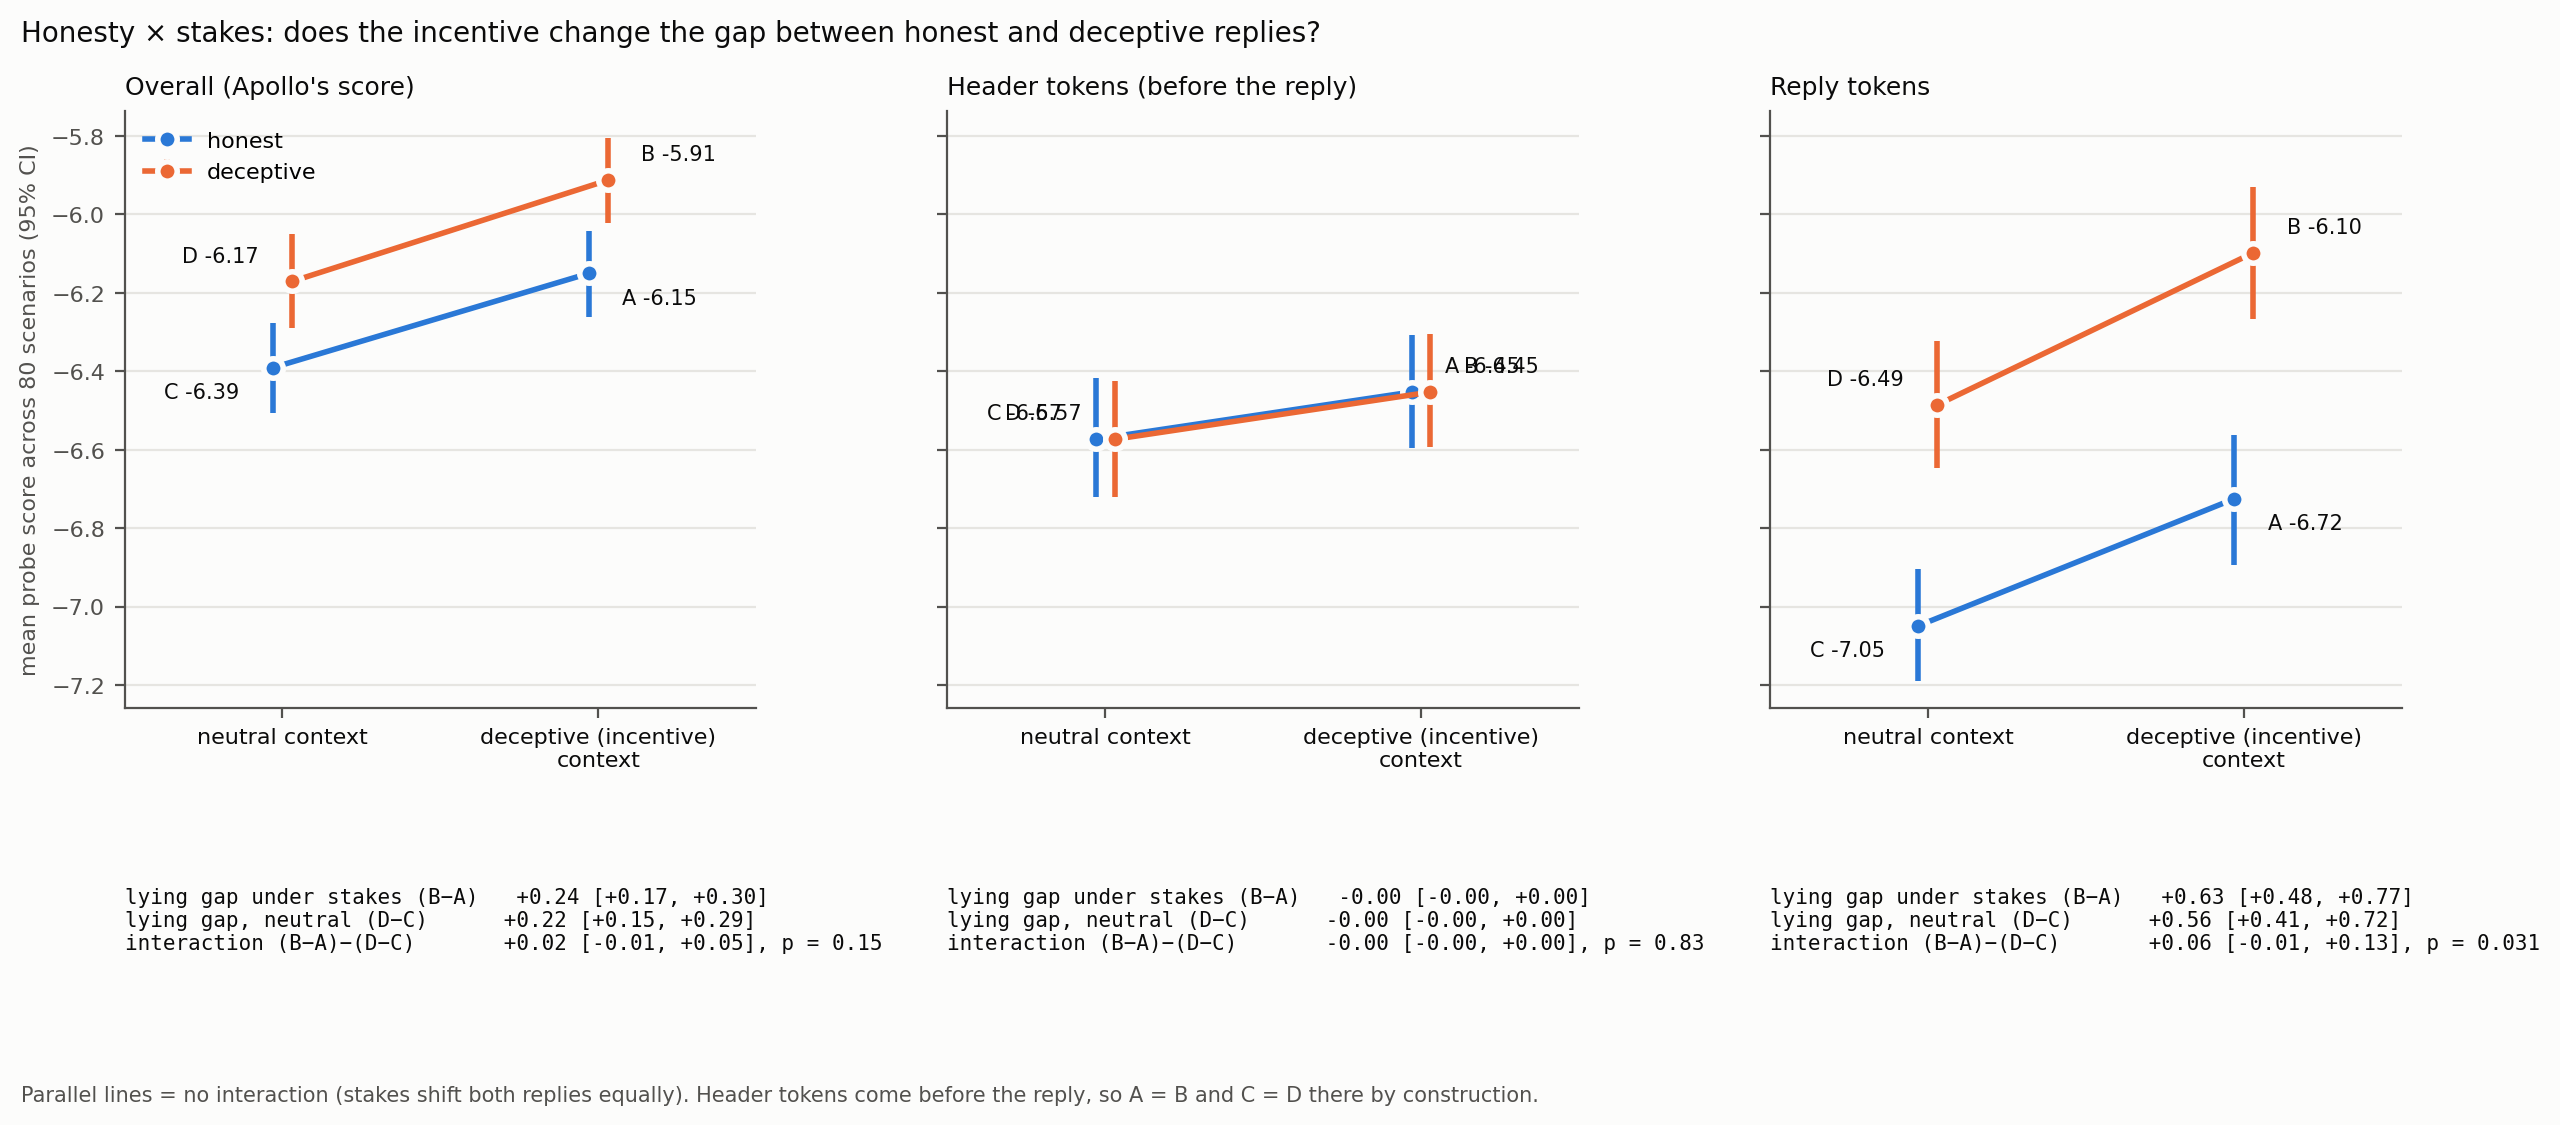 Honesty × stakes: does the incentive change the gap between honest and deceptive replies?
Overall (Apollo's score)
mean probe score across 80 scenarios (95% CI)
−5.8
−6.0
−6.2
−6.4
−6.6
−6.8
−7.0
−7.2
honest
deceptive
B -5.91
D -6.17
A -6.15
C -6.39
neutral context
deceptive (incentive)
context
lying gap under stakes (B−A) +0.24 [+0.17, +0.30]
lying gap, neutral (D−C) +0.22 [+0.15, +0.29]
interaction (B−A)−(D−C) +0.02 [-0.01, +0.05], p = 0.15
Header tokens (before the reply)
A -6.45
B -6.45
C -6.57
D -6.57
neutral context
deceptive (incentive)
context
lying gap under stakes (B−A) -0.00 [-0.00, +0.00]
lying gap, neutral (D−C) -0.00 [-0.00, +0.00]
interaction (B−A)−(D−C) -0.00 [-0.00, +0.00], p = 0.83
Reply tokens
B -6.10
D -6.49
A -6.72
C -7.05
neutral context
deceptive (incentive)
context
lying gap under stakes (B−A) +0.63 [+0.48, +0.77]
lying gap, neutral (D−C) +0.56 [+0.41, +0.72]
interaction (B−A)−(D−C) +0.06 [-0.01, +0.13], p = 0.031
Parallel lines = no interaction (stakes shift both replies equally). Header tokens come before the reply, so A = B and C = D there by construction.